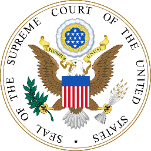 SEAL OF THE SUPREME COURT OF THE UNITED STATES